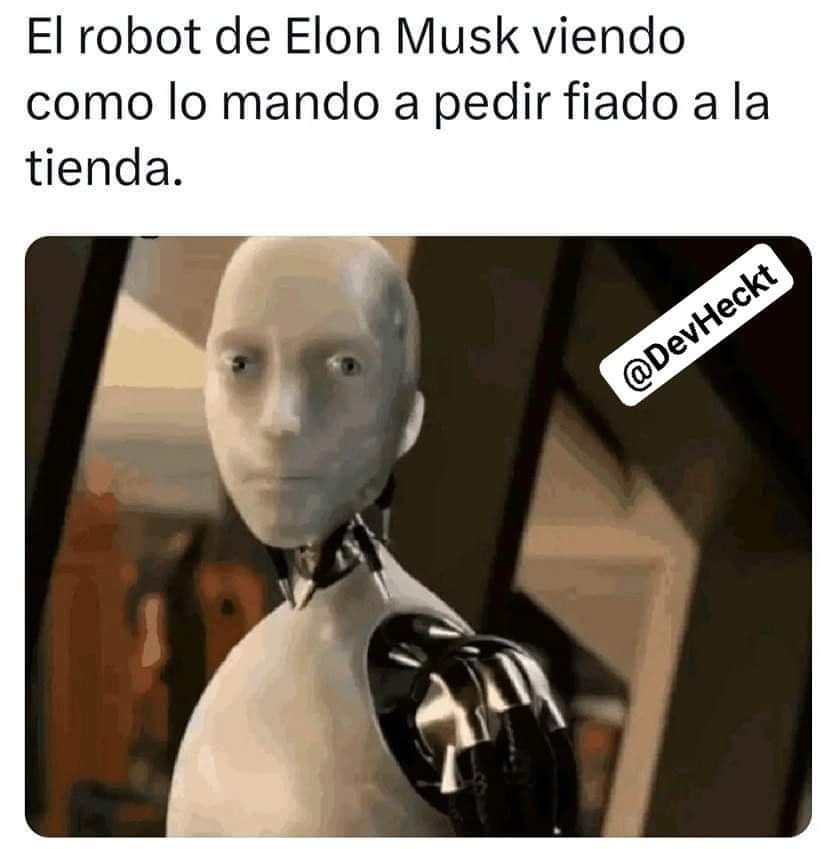 El robot de Elon Musk viendo
como lo mando a pedir fiado a la
tienda.
@DevHeckt